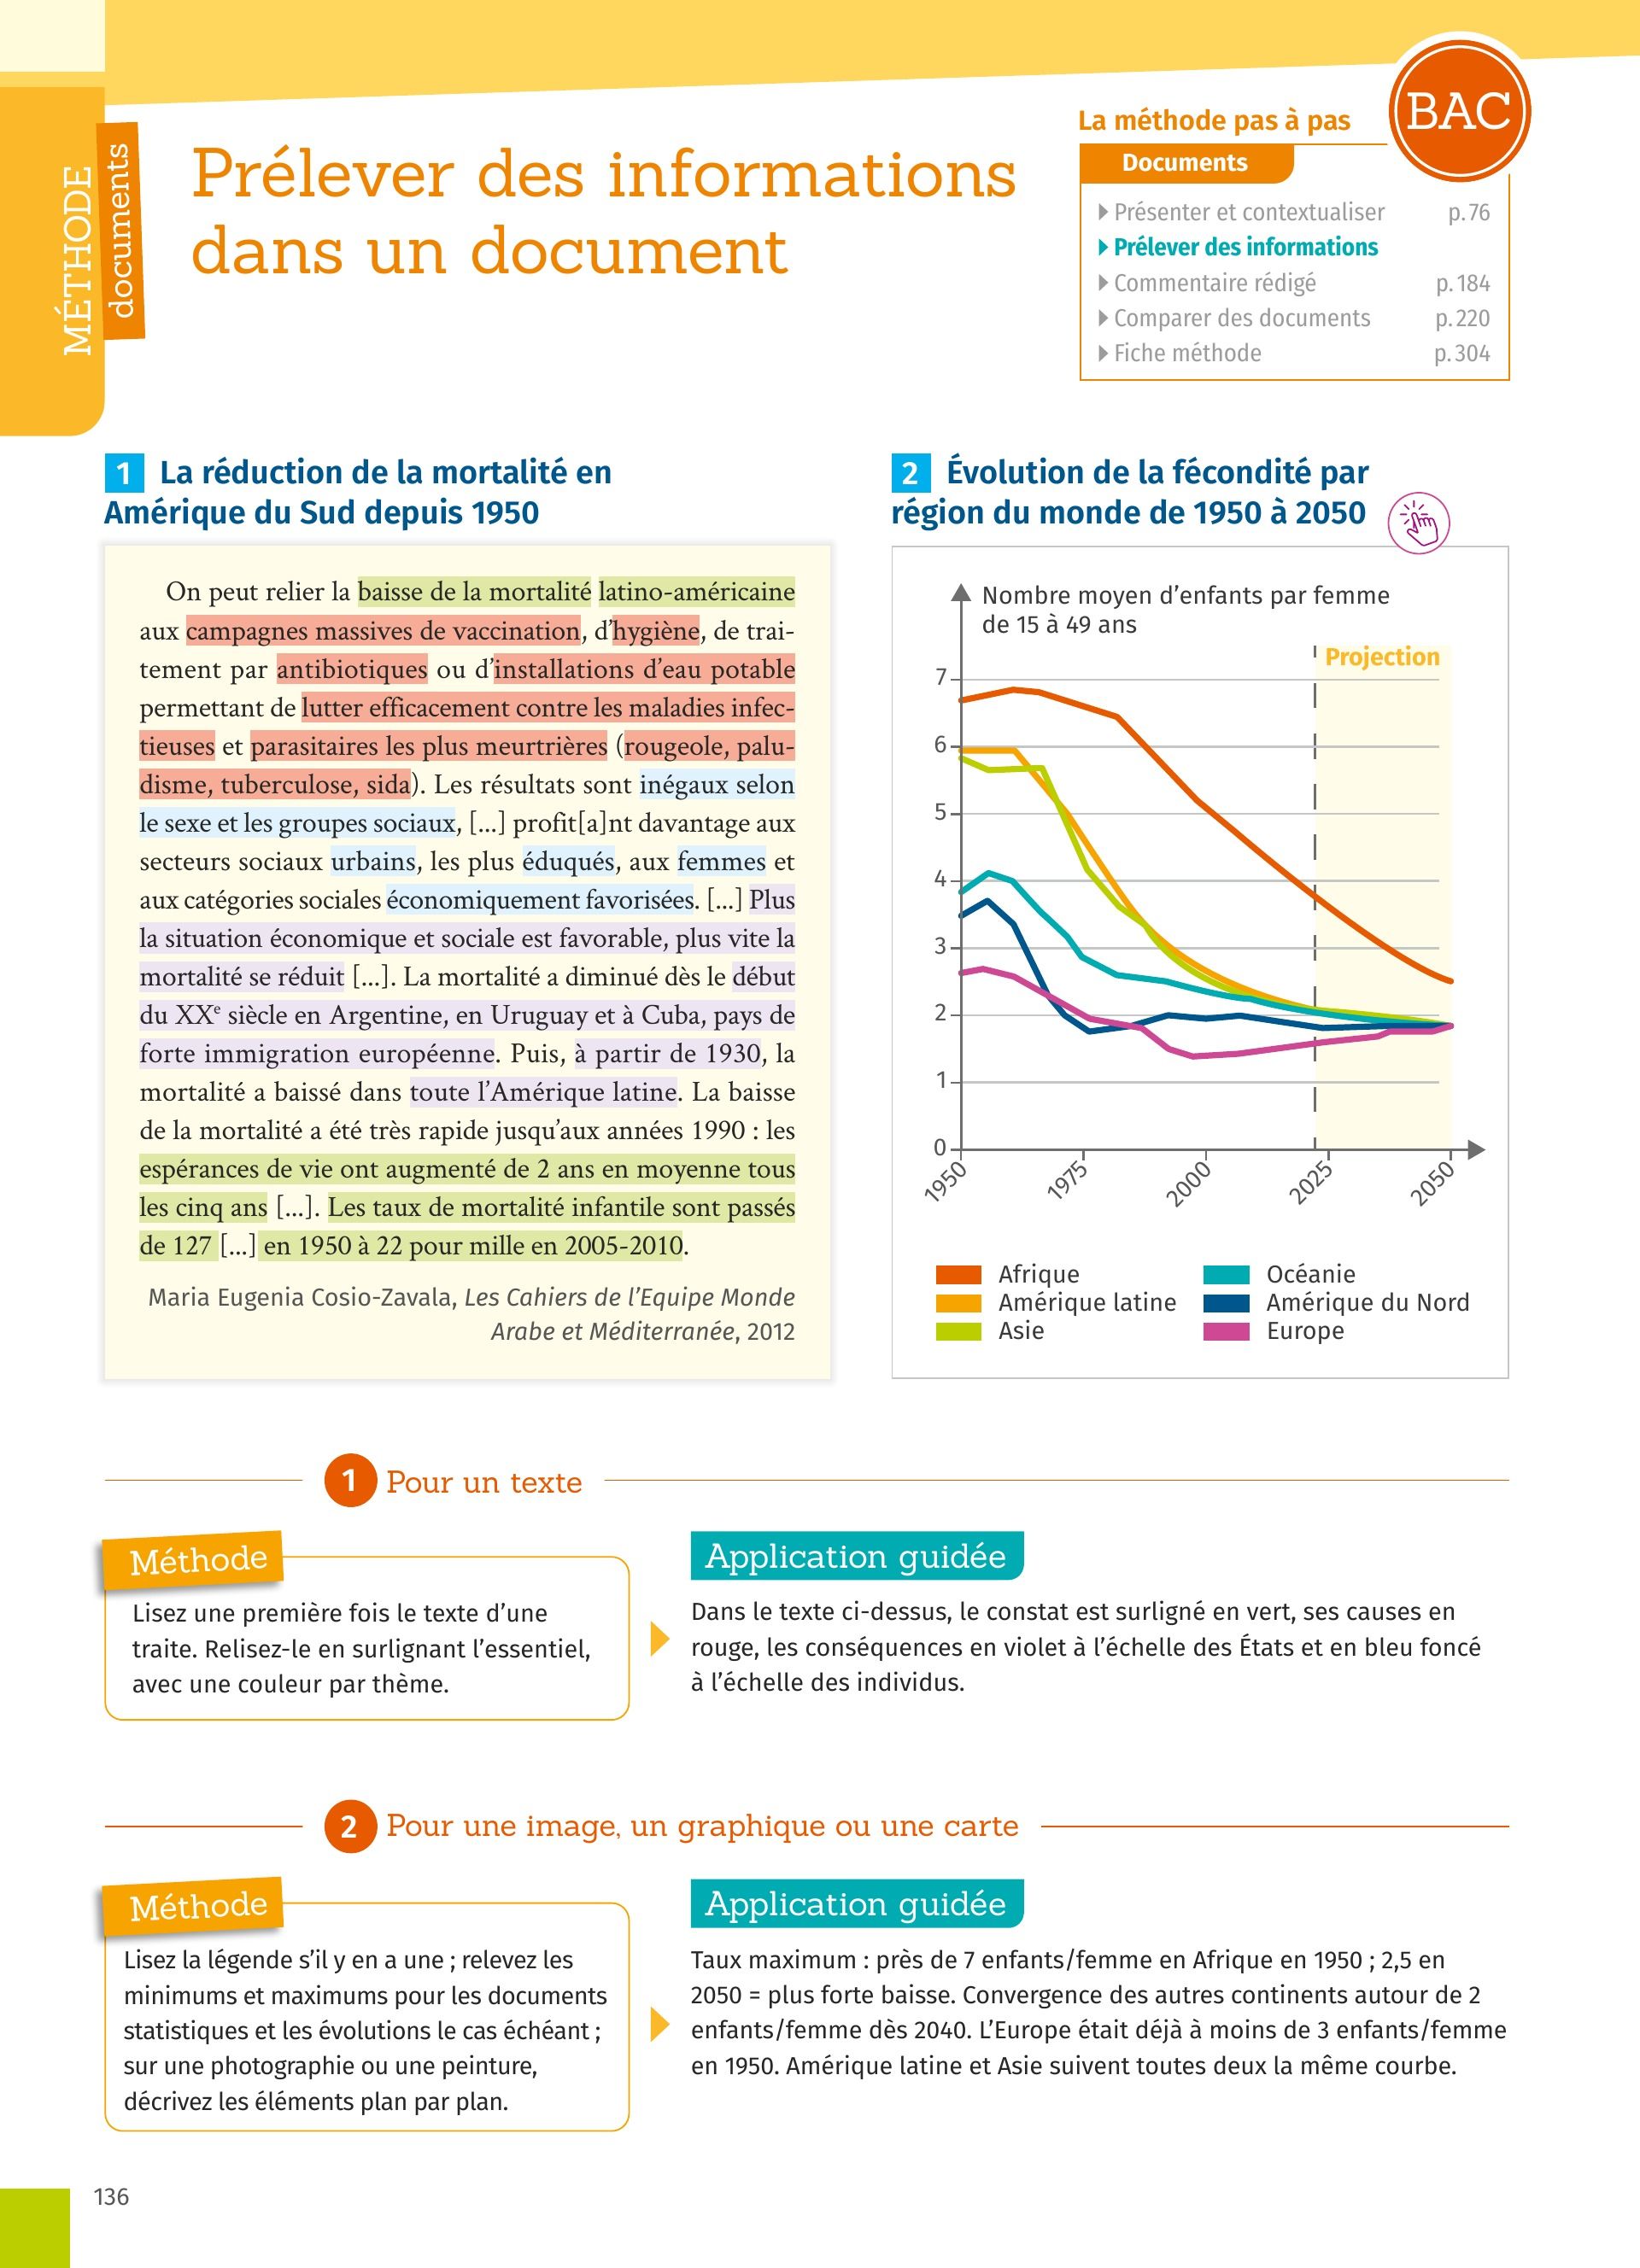 BAC
La méthode pas à pas
Documents
Présenter et contextualiser p. 76
Prélever des informations
Commentaire rédigé p. 184
Comparer des documents p. 220
Fiche méthode p. 304
MÉTHODE
documents
Prélever des informations
dans un document
1 La réduction de la mortalité en
Amérique du Sud depuis 1950
On peut relier la baisse de la mortalité latino-américaine
aux campagnes massives de vaccination, d’hygiène, de trai-
tement par antibiotiques ou d’installations d’eau potable
permettant de lutter efficacement contre les maladies infec-
tieuses et parasitaires les plus meurtrières (rougeole, palu-
disme, tuberculose, sida). Les résultats sont inégaux selon
le sexe et les groupes sociaux, [...] profit[a]nt davantage aux
secteurs sociaux urbains, les plus éduqués, aux femmes et
aux catégories sociales économiquement favorisées. [...] Plus
la situation économique et sociale est favorable, plus vite la
mortalité se réduit [...]. La mortalité a diminué dès le début
du XXe siècle en Argentine, en Uruguay et à Cuba, pays de
forte immigration européenne. Puis, à partir de 1930, la
mortalité a baissé dans toute l’Amérique latine. La baisse
de la mortalité a été très rapide jusqu’aux années 1990 : les
espérances de vie ont augmenté de 2 ans en moyenne tous
les cinq ans [...]. Les taux de mortalité infantile sont passés
de 127 [...] en 1950 à 22 pour mille en 2005-2010.
Maria Eugenia Cosio-Zavala, Les Cahiers de l’Equipe Monde
Arabe et Méditerranée, 2012
2 Évolution de la fécondité par
région du monde de 1950 à 2050
Nombre moyen d’enfants par femme
de 15 à 49 ans
Projection
7
6
5
4
3
2
1
0
1950
1975
2000
2025
2050
Afrique
Amérique latine
Asie
Océanie
Amérique du Nord
Europe
1 Pour un texte
Méthode
Lisez une première fois le texte d’une
traite. Relisez-le en surlignant l’essentiel,
avec une couleur par thème.
Application guidée
Dans le texte ci-dessus, le constat est surligné en vert, ses causes en
rouge, les conséquences en violet à l’échelle des États et en bleu foncé
à l’échelle des individus.
2 Pour une image, un graphique ou une carte
Méthode
Lisez la légende s’il y en a une ; relevez les
minimums et maximums pour les documents
statistiques et les évolutions le cas échéant ;
sur une photographie ou une peinture,
décrivez les éléments plan par plan.
Application guidée
Taux maximum : près de 7 enfants/femme en Afrique en 1950 ; 2,5 en
2050 = plus forte baisse. Convergence des autres continents autour de 2
enfants/femme dès 2040. L’Europe était déjà à moins de 3 enfants/femme
en 1950. Amérique latine et Asie suivent toutes deux la même courbe.
136